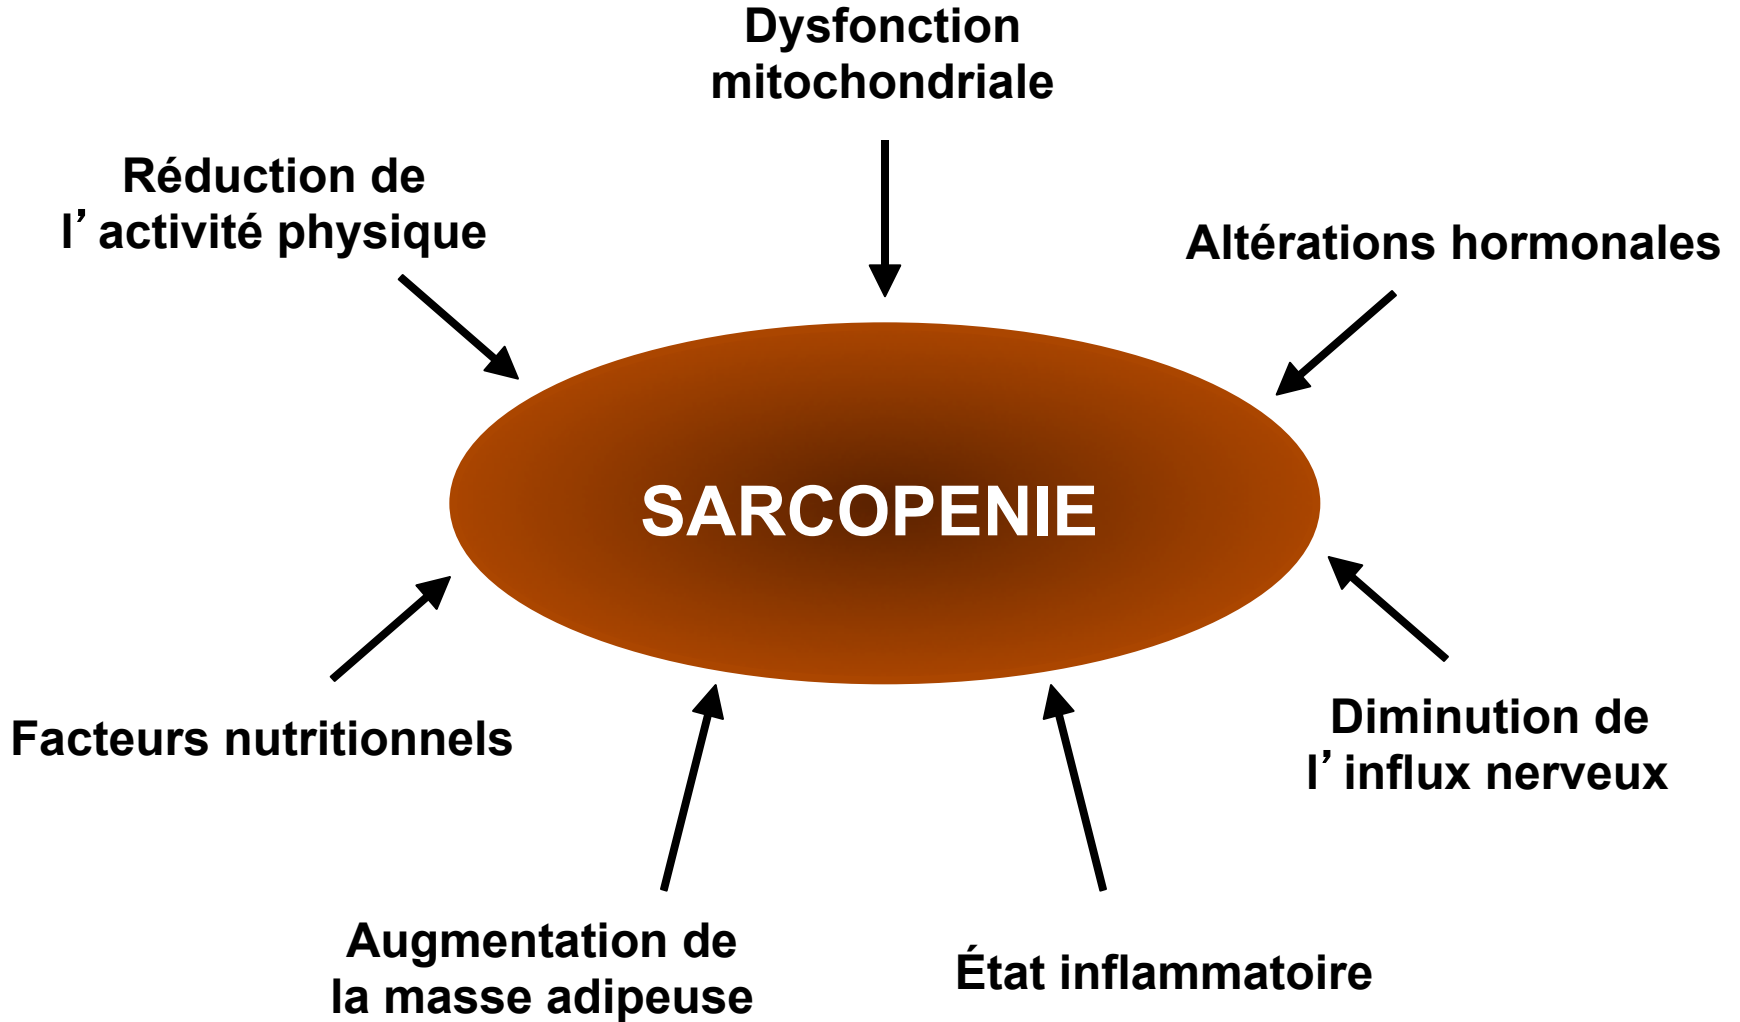 Dysfonction
mitochondriale
Réduction de
l’activité physique
Altérations hormonales
SARCOPENIE
Facteurs nutritionnels
Diminution de
l’influx nerveux
Augmentation de
la masse adipeuse
État inflammatoire